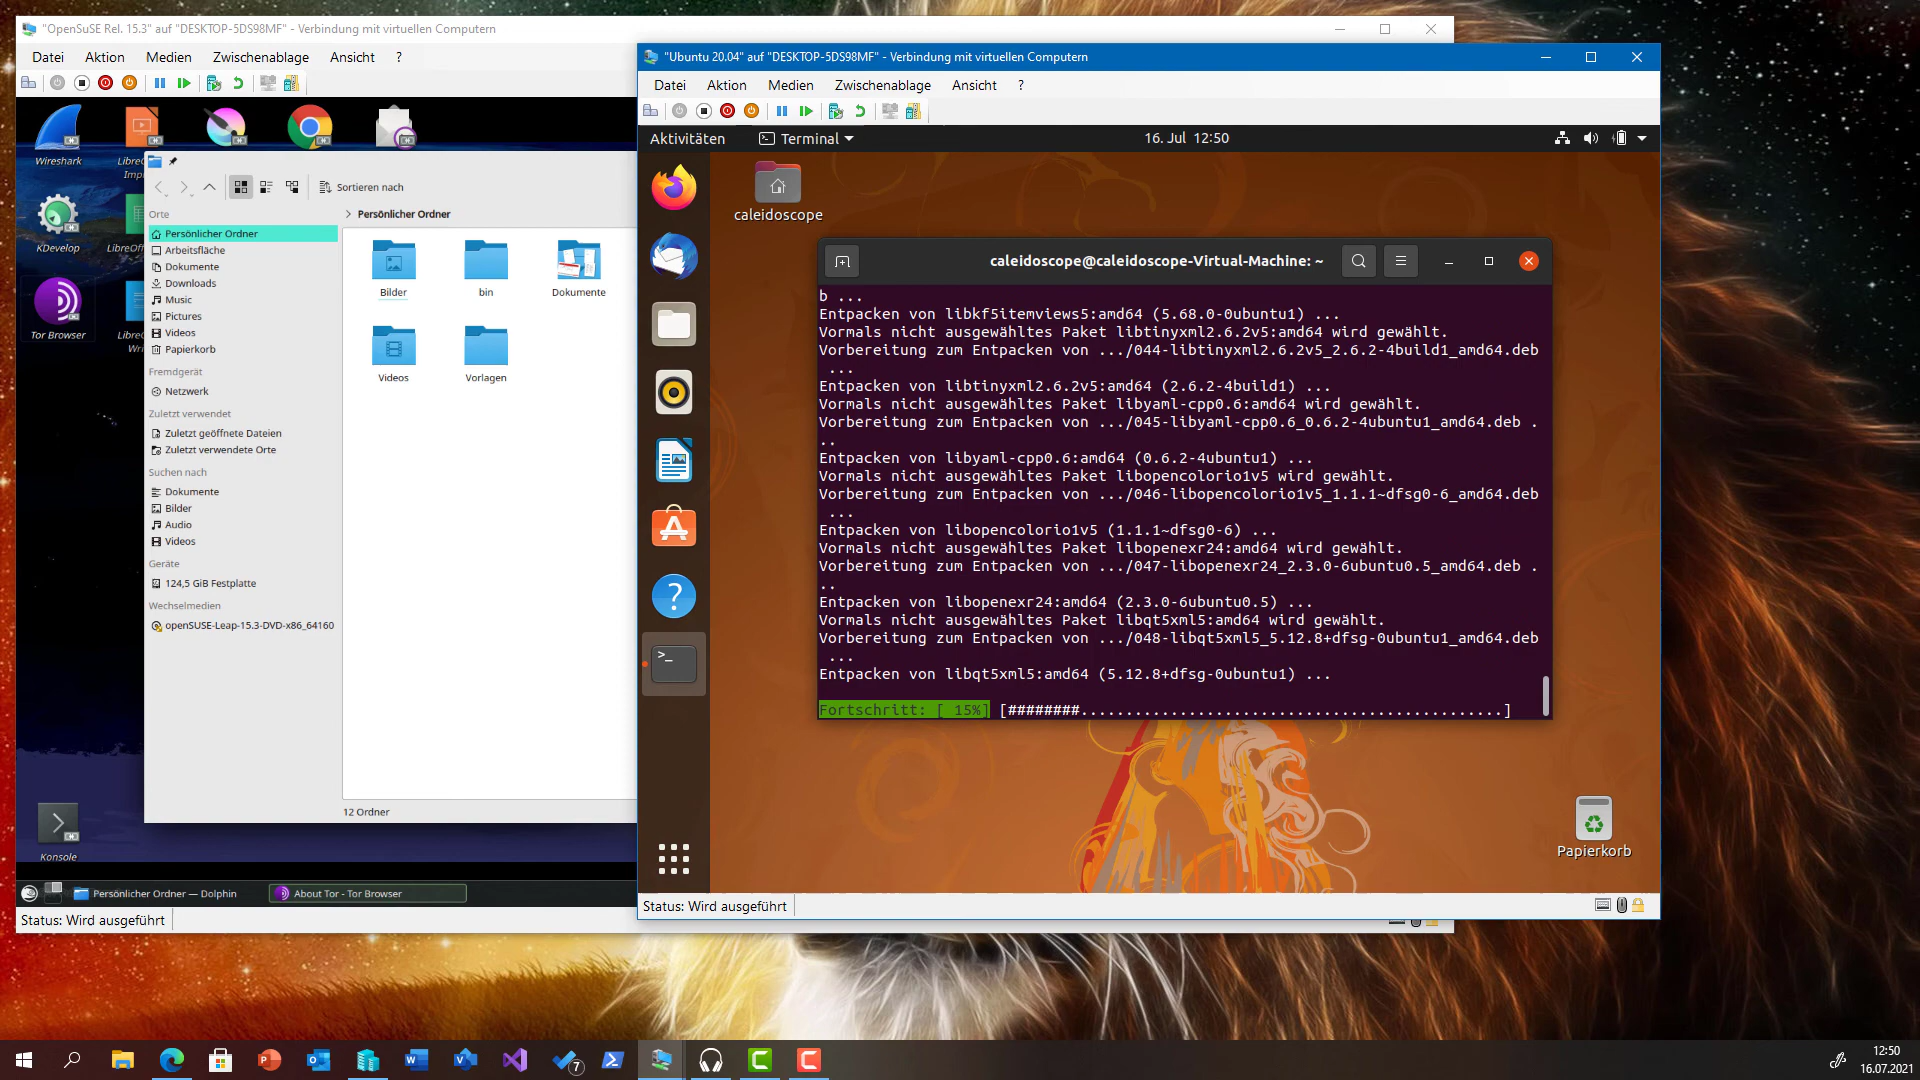 "OpenSuSE Rel. 15.3" auf "DESKTOP-5DS98MF" - Verbindung mit virtuellen Computern
Datei Aktion Medien Zwischenablage Ansicht ?
Wireshark
KDevelop
Tor Browser
Konsole
Sortieren nach
Orte
Persönlicher Ordner
Arbeitsfläche
Dokumente
Downloads
Music
Pictures
Videos
Papierkorb
Fremdgerät
Netzwerk
Zuletzt verwendet
Zuletzt geöffnete Dateien
Zuletzt verwendete Orte
Suchen nach
Dokumente
Bilder
Audio
Videos
Geräte
124,5 GiB Festplatte
Wechselmedien
openSUSE-Leap-15.3-DVD-x86_64160
Persönlicher Ordner
Bilder
bin
Dokumente
Videos
Vorlagen
12 Ordner
Persönlicher Ordner — Dolphin
About Tor - Tor Browser
Status: Wird ausgeführt
"Ubuntu 20.04" auf "DESKTOP-5DS98MF" - Verbindung mit virtuellen Computern
Datei Aktion Medien Zwischenablage Ansicht ?
Aktivitäten Terminal 16. Jul 12:50
caleidoscope
caleidoscope@caleidoscope-Virtual-Machine: ~
b ...
Entpacken von libkf5itemviews5:amd64 (5.68.0-0ubuntu1) ...
Vormals nicht ausgewähltes Paket libtinyxml2.6.2v5:amd64 wird gewählt.
Vorbereitung zum Entpacken von .../044-libtinyxml2.6.2v5_2.6.2-4build1_amd64.deb
...
Entpacken von libtinyxml2.6.2v5:amd64 (2.6.2-4build1) ...
Vormals nicht ausgewähltes Paket libyaml-cpp0.6:amd64 wird gewählt.
Vorbereitung zum Entpacken von .../045-libyaml-cpp0.6_0.6.2-4ubuntu1_amd64.deb .
..
Entpacken von libyaml-cpp0.6:amd64 (0.6.2-4ubuntu1) ...
Vormals nicht ausgewähltes Paket libopencolorio1v5 wird gewählt.
Vorbereitung zum Entpacken von .../046-libopencolorio1v5_1.1.1~dfsg0-6_amd64.deb
...
Entpacken von libopencolorio1v5 (1.1.1~dfsg0-6) ...
Vormals nicht ausgewähltes Paket libopenexr24:amd64 wird gewählt.
Vorbereitung zum Entpacken von .../047-libopenexr24_2.3.0-6ubuntu0.5_amd64.deb .
..
Entpacken von libopenexr24:amd64 (2.3.0-6ubuntu0.5) ...
Vormals nicht ausgewähltes Paket libqt5xml5:amd64 wird gewählt.
Vorbereitung zum Entpacken von .../048-libqt5xml5_5.12.8+dfsg-0ubuntu1_amd64.deb
...
Entpacken von libqt5xml5:amd64 (5.12.8+dfsg-0ubuntu1) ...
Fortschritt: [ 15%] [########...............................................]
Papierkorb
Status: Wird ausgeführt
7
12:50
16.07.2021